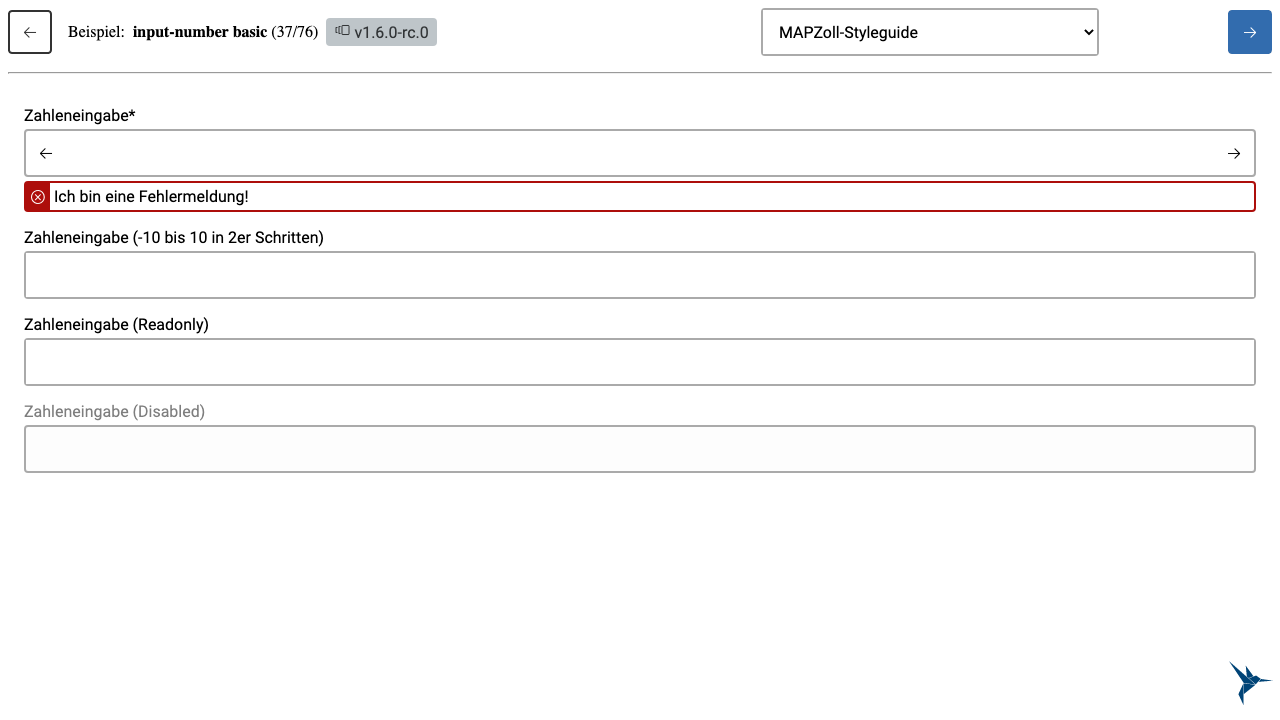 Beispiel: input-number basic (37/76) v1.6.0-rc.0 MAPZoll-Styleguide
Zahleneingabe*
Ich bin eine Fehlermeldung!
Zahleneingabe (-10 bis 10 in 2er Schritten)
Zahleneingabe (Readonly)
Zahleneingabe (Disabled)